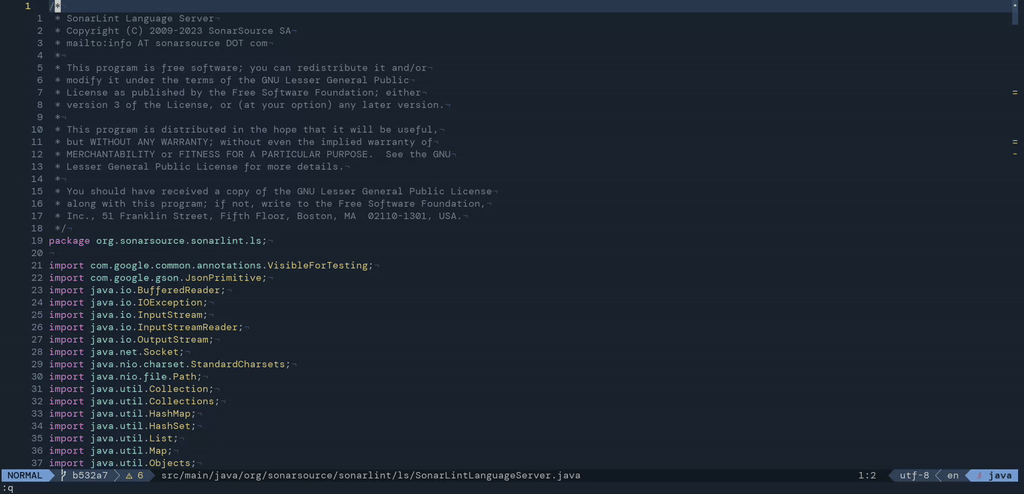 1 /*
1 * SonarLint Language Server¬
2 * Copyright (C) 2009-2023 SonarSource SA¬
3 * mailto:info AT sonarsource DOT com¬
4 *¬
5 * This program is free software; you can redistribute it and/or¬
6 * modify it under the terms of the GNU Lesser General Public¬
7 * License as published by the Free Software Foundation; either¬
8 * version 3 of the License, or (at your option) any later version.¬
9 *¬
10 * This program is distributed in the hope that it will be useful,¬
11 * but WITHOUT ANY WARRANTY; without even the implied warranty of¬
12 * MERCHANTABILITY or FITNESS FOR A PARTICULAR PURPOSE.  See the GNU¬
13 * Lesser General Public License for more details.¬
14 *¬
15 * You should have received a copy of the GNU Lesser General Public License¬
16 * along with this program; if not, write to the Free Software Foundation,¬
17 * Inc., 51 Franklin Street, Fifth Floor, Boston, MA  02110-1301, USA.¬
18 */¬
19 package org.sonarsource.sonarlint.ls;¬
20 ¬
21 import com.google.common.annotations.VisibleForTesting;¬
22 import com.google.gson.JsonPrimitive;¬
23 import java.io.BufferedReader;¬
24 import java.io.IOException;¬
25 import java.io.InputStream;¬
26 import java.io.InputStreamReader;¬
27 import java.io.OutputStream;¬
28 import java.net.Socket;¬
29 import java.nio.charset.StandardCharsets;¬
30 import java.nio.file.Path;¬
31 import java.util.Collection;¬
32 import java.util.Collections;¬
33 import java.util.HashMap;¬
34 import java.util.HashSet;¬
35 import java.util.List;¬
36 import java.util.Map;¬
37 import java.util.Objects;¬
NORMAL b532a7 ⚠ 6 src/main/java/org/sonarsource/sonarlint/ls/SonarLintLanguageServer.java 1:2 utf-8 en java
:q